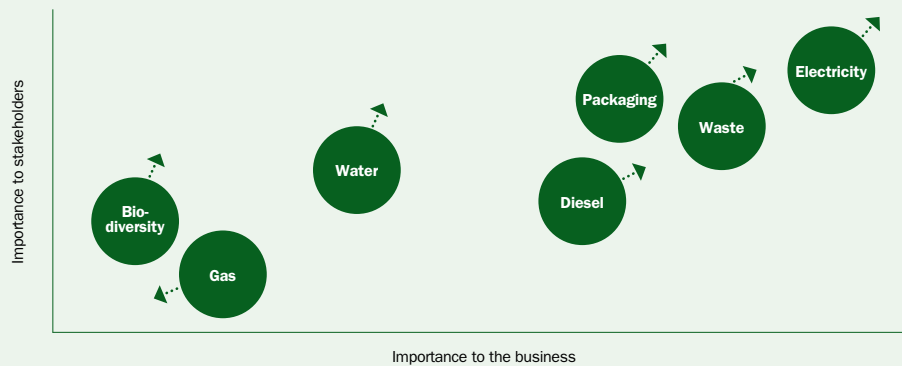 Importance to stakeholders
Electricity
Packaging
Waste
Water
Diesel
Bio-
diversity
Gas
Importance to the business